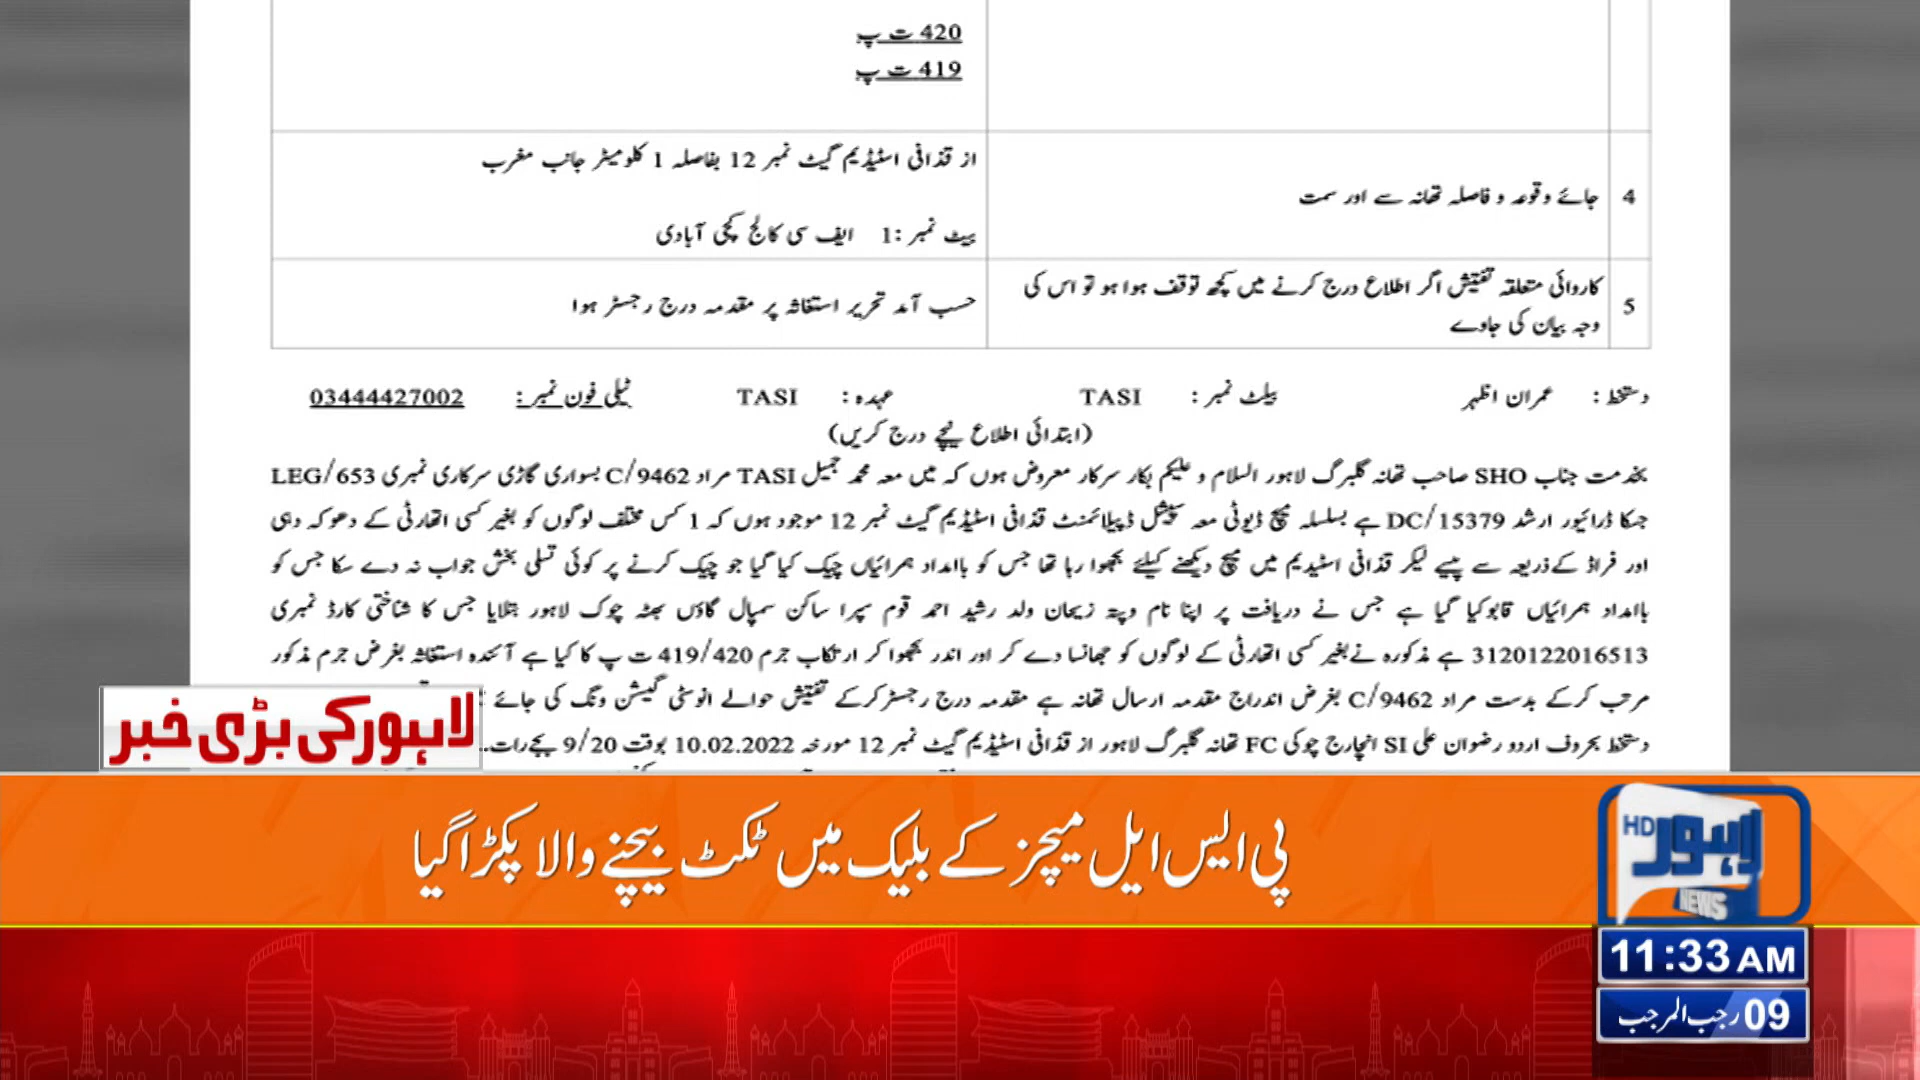 420 ت پ
419 ت پ
4 جائے وقوعہ و فاصلہ تھانہ سے اور سمت
از قذافی اسٹیڈیم گیٹ نمبر 12 بفاصلہ 1 کلومیٹر جانب مغرب
بیٹ نمبر :1 ایف سی کالج کچی آبادی
5 کاروائی متعلقہ تفتیش اگر اطلاع درج کرنے میں کچھ توقف ہوا ہو تو اس کی
وجہ بیان کی جاوے
حسب آمد تحریر استغاثہ پر مقدمہ درج رجسٹر ہوا
دستخط : عمران اظہر بیلٹ نمبر : TASI عہدہ : TASI ٹیلی فون نمبر : 03444427002
(ابتدائی اطلاع نیچے درج کریں)
بخدمت جناب SHO صاحب تھانہ گلبرگ لاہور السلام و علیکم بکار سرکار معروض ہوں کہ میں معہ محمد جمیل TASI مراد 9462/C بسواری گاڑی سرکاری نمبری LEG/653
جسکا ڈرائیور ارشد 15379/DC ہے بسلسلہ میچ ڈیوٹی معہ سپیشل ڈیپلائمنٹ قذافی اسٹیڈیم گیٹ نمبر 12 موجود ہوں کہ 1 کس مختلف لوگوں کو بغیر کسی اتھارٹی کے دھوکہ دہی
اور فراڈ کے ذریعہ سے پیسے لیکر قذافی اسٹیدیم میں میچ دیکھنے کیلئے بھجوا رہا تھا جس کو باامداد ہمرائیاں چیک کیا گیا جو چیک کرنے پر کوئی تسلی بخش جواب نہ دے سکا جس کو
باامداد ہمرائیاں قابوکیا گیا ہے جس نے دریافت پر اپنا نام وپتہ زیحان ولد رشید احمد قوم سپرا ساکن سمپال گاؤں بھٹہ چوک لاہور بتلایا جس کا شناختی کارڈ نمبری
3120122016513 ہے مذکورہ نے بغیر کسی اتھارٹی کے لوگوں کو جھانسا دے کر اور اندر بھجوا کر ارتکاب جرم 419/420 ت پ کا کیا ہے آئندہ استغاثہ بغرض جرم مذکور
مرتب کرکے بدست مراد 9462/C بغرض اندراج مقدمہ ارسال تھانہ ہے مقدمہ درج رجسٹرکرکے تفتیش حوالے انوسٹی گیشن ونگ کی جائے
دستخط بحروف اردو رضوان علی SI انچارج چوکی FC تھانہ گلبرگ لاہور از قذافی اسٹیڈیم گیٹ نمبر 12 مورخہ 10.02.2022 بوقت 9/20 بجے رات۔
لاہور کی بڑی خبر
پی ایس ایل میچز کے بلیک میں ٹکٹ بیچنے والا پکڑا گیا
HD لاہور
NEWS
11:33 AM
09 رجب المرجب